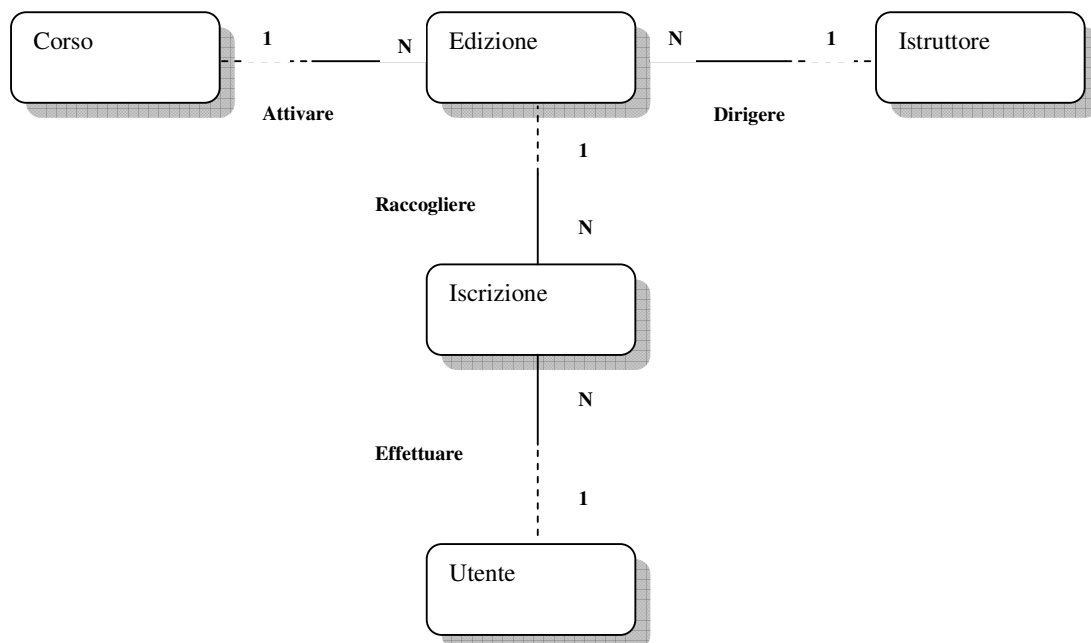 Corso
1
N
Edizione
N
1
Istruttore
Attivare
Dirigere
1
Raccogliere
N
Iscrizione
N
Effettuare
1
Utente